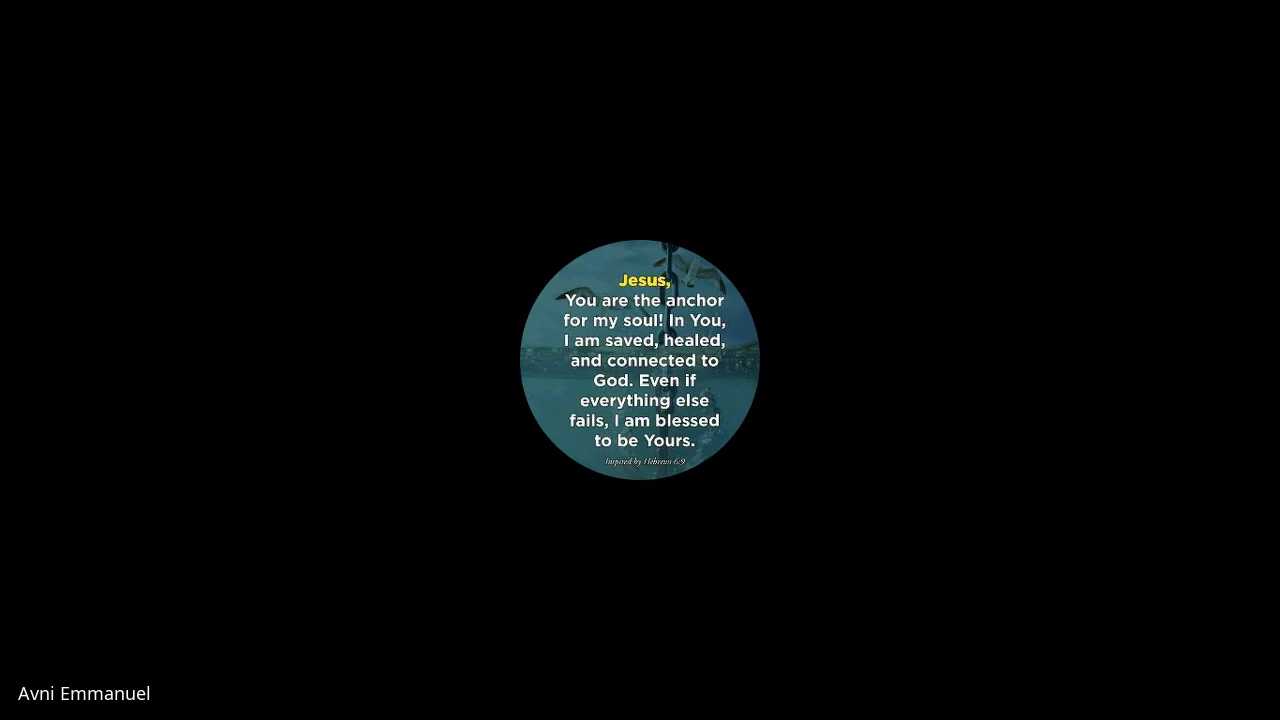 Jesus,
You are the anchor
for my soul! In You,
I am saved, healed,
and connected to
God. Even if
everything else
fails, I am blessed
to be Yours.
Inspired by Hebrews 6:9
Avni Emmanuel